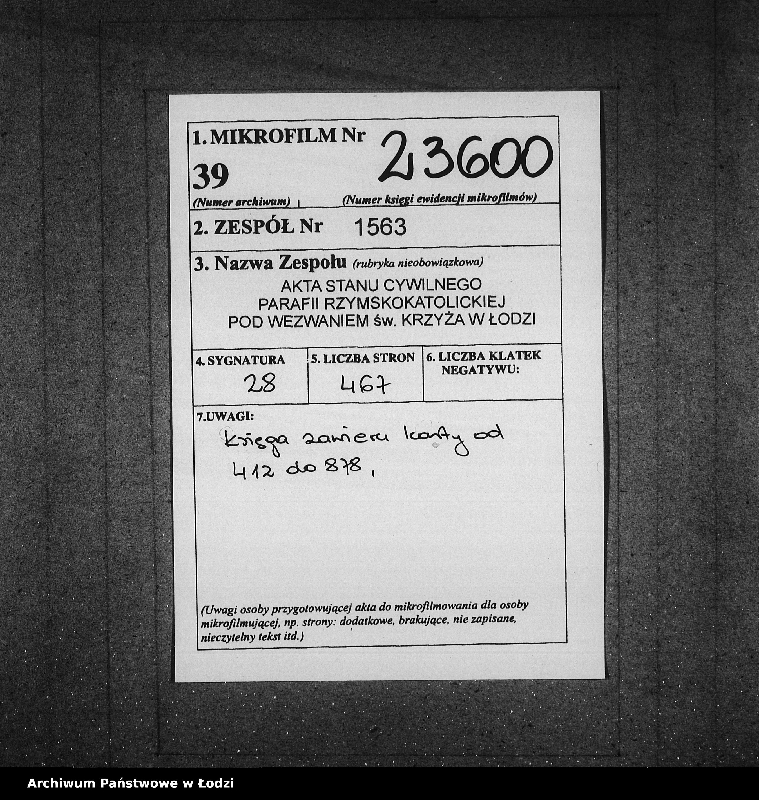 1. MIKROFILM Nr 23600
39
(Numer archiwum) (Numer księgi ewidencji mikrofilmów)
2. ZESPÓŁ Nr 1563
3. Nazwa Zespołu (rubryka nieobowiązkowa)
AKTA STANU CYWILNEGO
PARAFII RZYMSKOKATOLICKIEJ
POD WEZWANIEM św. KRZYŻA W ŁODZI
4. SYGNATURA
28
5. LICZBA STRON
467
6. LICZBA KLATEK
NEGATYWU:
7.UWAGI:
Księga zawiera karty od
412 do 878,
(Uwagi osoby przygotowującej akta do mikrofilmowania dla osoby
mikrofilmującej, np. strony: dodatkowe, brakujące, nie zapisane,
nieczytelny tekst itd.)
Archiwum Państwowe w Łodzi